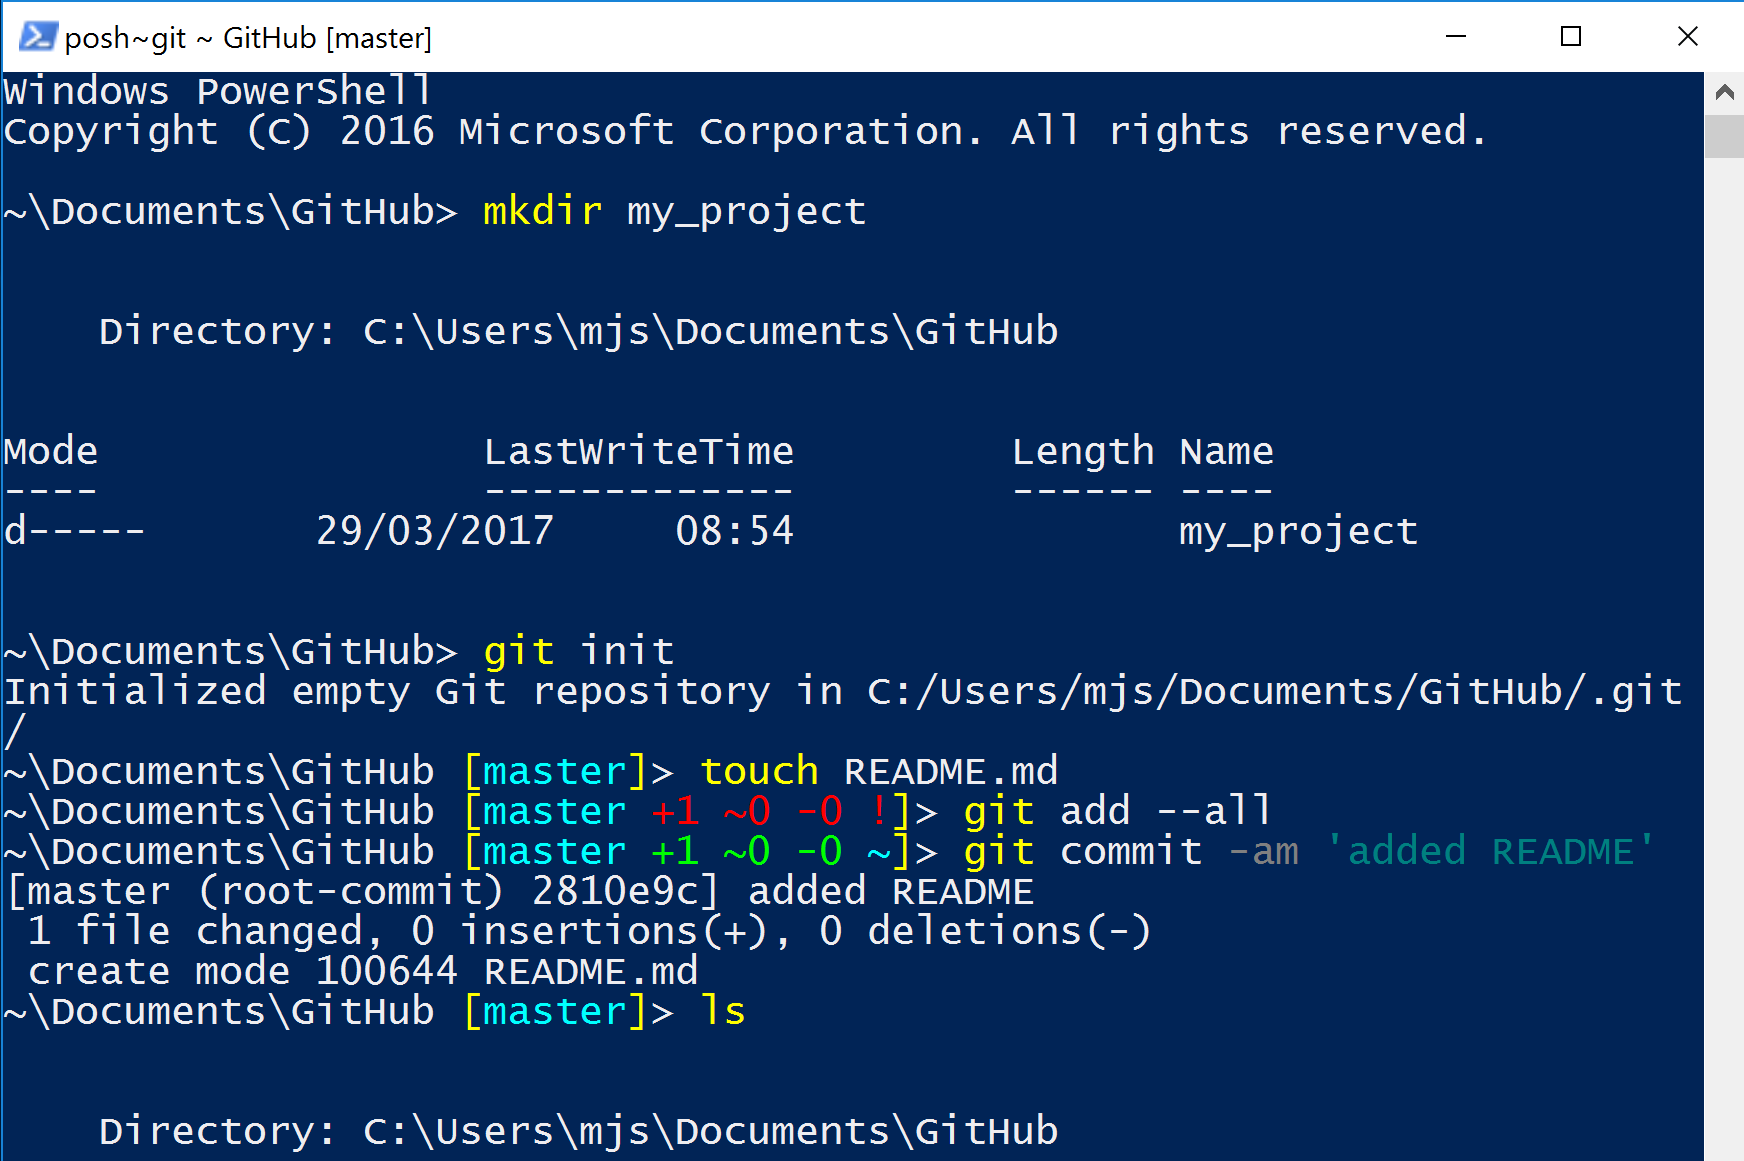 posh~git ~ GitHub [master]
Windows PowerShell
Copyright (C) 2016 Microsoft Corporation. All rights reserved.
~\Documents\GitHub> mkdir my_project
Directory: C:\Users\mjs\Documents\GitHub
Mode                LastWriteTime         Length Name
----                -------------         ------ ----
d-----       29/03/2017     08:54                my_project
~\Documents\GitHub> git init
Initialized empty Git repository in C:/Users/mjs/Documents/GitHub/.git
/
~\Documents\GitHub [master]> touch README.md
~\Documents\GitHub [master +1 ~0 -0 !]> git add --all
~\Documents\GitHub [master +1 ~0 -0 ~]> git commit -am 'added README'
[master (root-commit) 2810e9c] added README
 1 file changed, 0 insertions(+), 0 deletions(-)
 create mode 100644 README.md
~\Documents\GitHub [master]> ls
Directory: C:\Users\mjs\Documents\GitHub